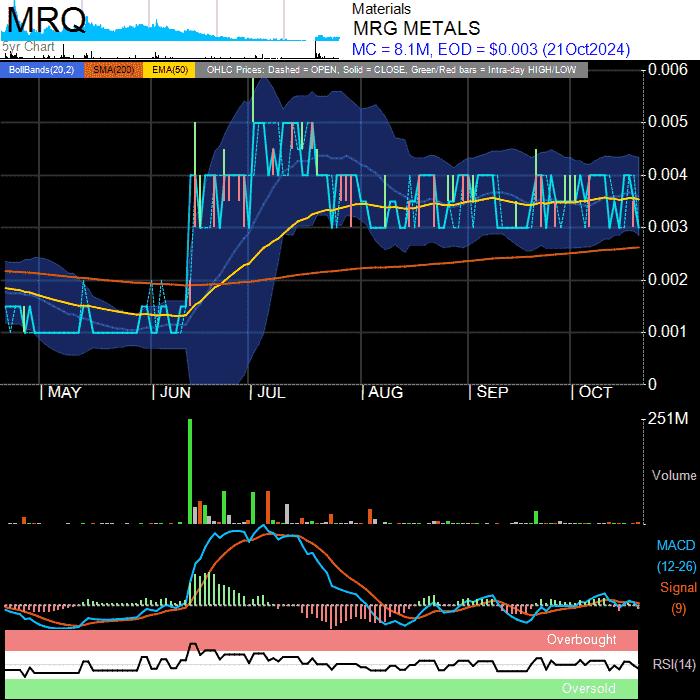 MRQ
5yr Chart
Materials
MRG METALS
MC = 8.1M, EOD = $0.003 (21Oct2024)
BollBands(20,2) SMA(200) EMA(50) OHLC Prices: Dashed = OPEN, Solid = CLOSE, Green/Red bars = Intra-day HIGH/LOW
0.006
0.005
0.004
0.003
0.002
0.001
0
MAY JUN JUL AUG SEP OCT
251M
Volume
MACD
(12-26)
Signal
(9)
Overbought
RSI(14)
Oversold